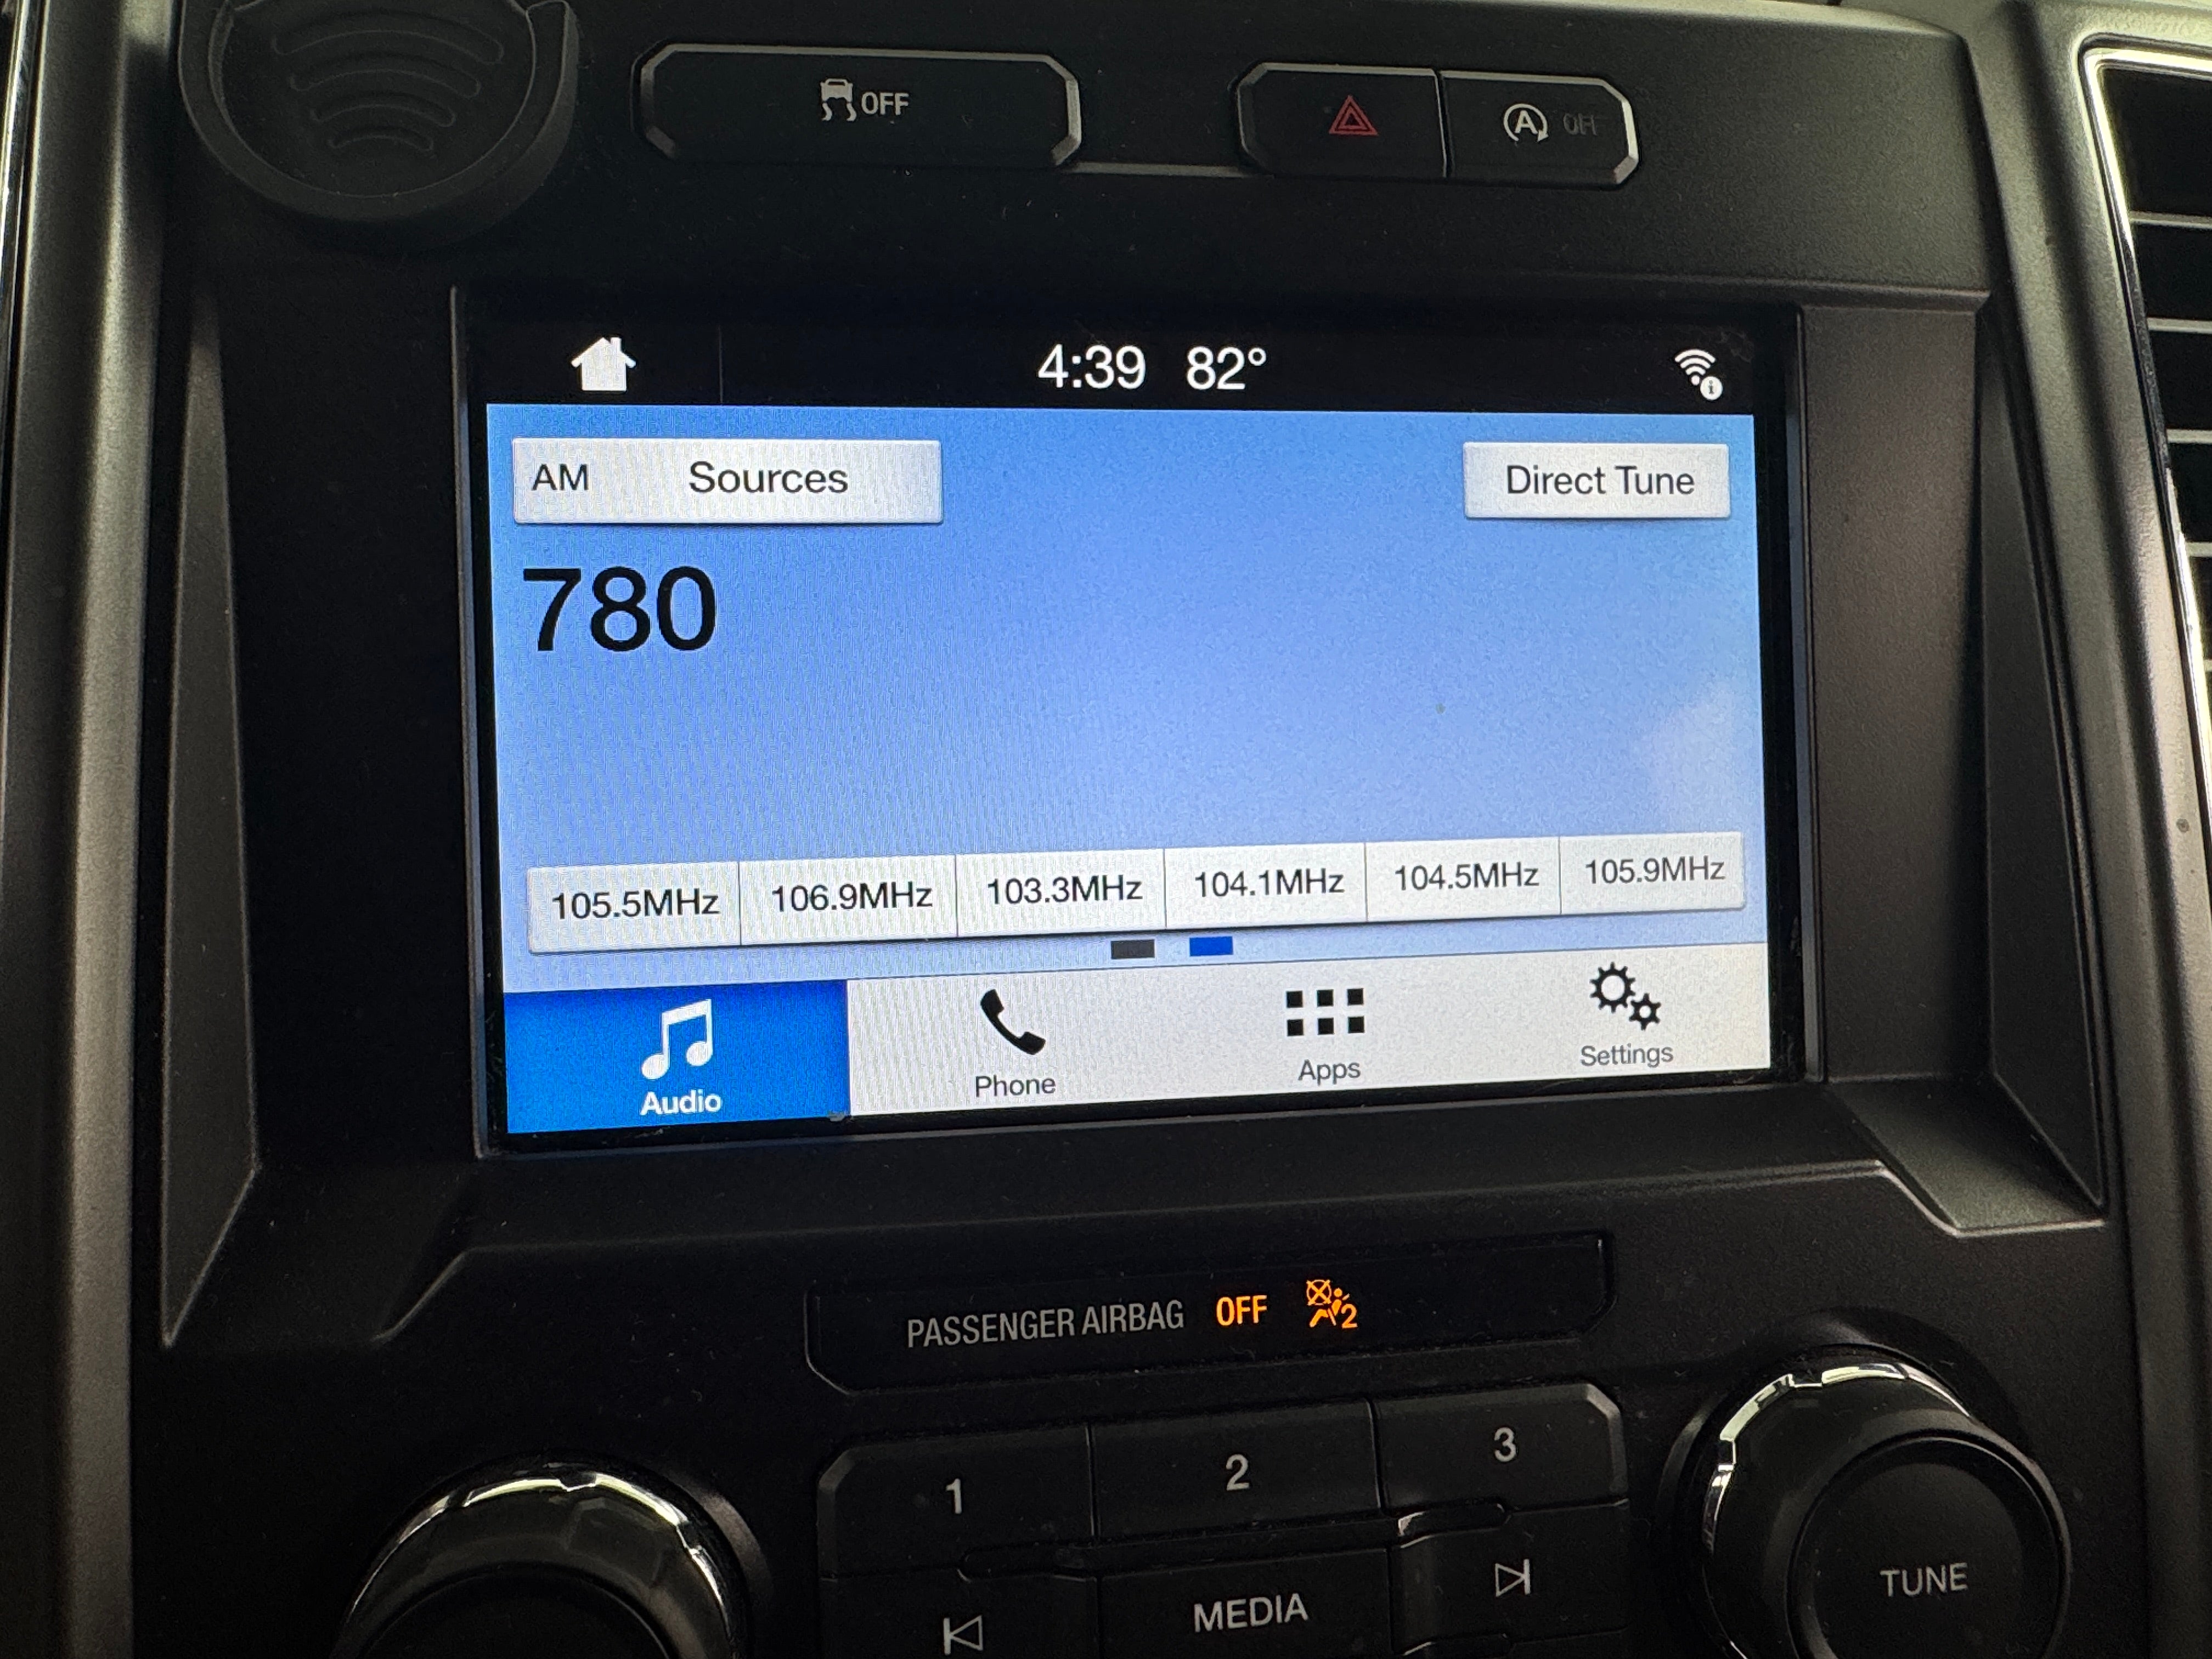 OFF
A OFF
4:39 82°
AM Sources
Direct Tune
780
105.5MHz 106.9MHz 103.3MHz 104.1MHz 104.5MHz 105.9MHz
Audio
Phone
Apps
Settings
PASSENGER AIRBAG OFF 2
1 2 3
MEDIA
TUNE